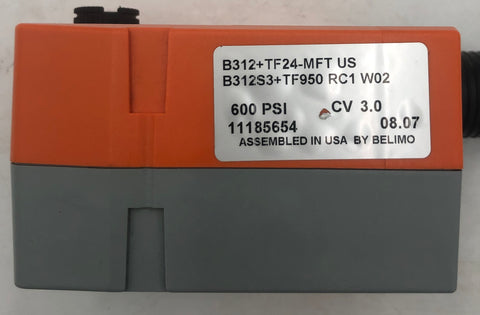 B312+TF24-MFT US
B312S3+TF950 RC1 W02
600 PSI CV 3.0
11185654 08.07
ASSEMBLED IN USA BY BELIMO